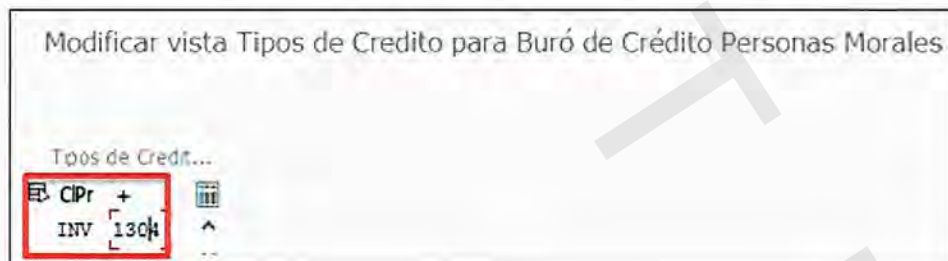 Modificar vista Tipos de Credito para Buró de Crédito Personas Morales
Tipos de Credit...
ClPr +
INV 1304